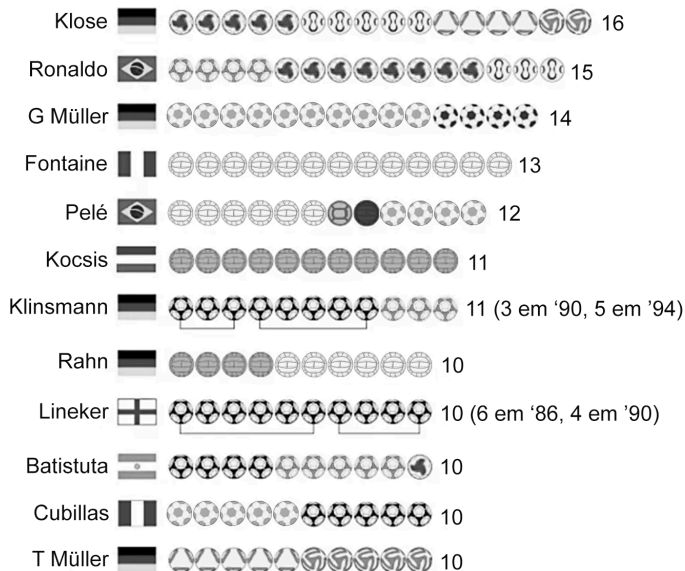 Klose 16
Ronaldo 15
G Müller 14
Fontaine 13
Pelé 12
Kocsis 11
Klinsmann 11 (3 em ‘90, 5 em ‘94)
Rahn 10
Lineker 10 (6 em ‘86, 4 em ’90)
Batistuta 10
Cubillas 10
T Müller 10